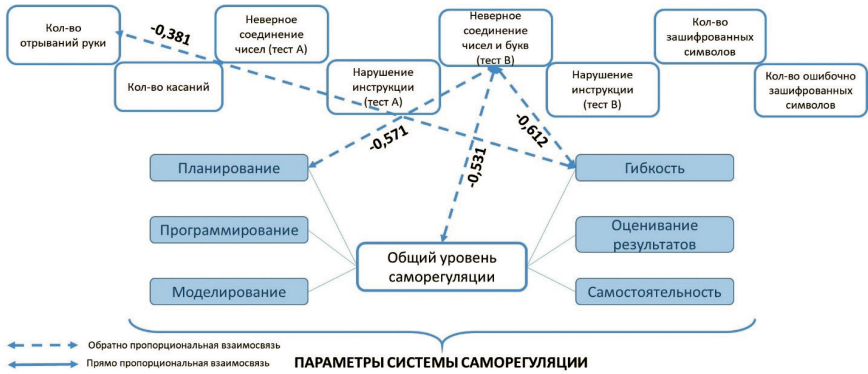 Кол-во
отрываний руки
-0,381
Неверное
соединение
чисел (тест А)
Неверное
соединение
чисел и букв
(тест В)
Кол-во
зашифрованных
символов
Кол-во касаний
Нарушение
инструкции
(тест А)
Нарушение
инструкции
(тест В)
Кол-во ошибочно
зашифрованных
символов
-0,571
-0,531
-0,612
Планирование
Гибкость
Программирование
Оценивание
результатов
Общий уровень
саморегуляции
Моделирование
Самостоятельность
Обратно пропорциональная взаимосвязь
Прямо пропорциональная взаимосвязь
ПАРАМЕТРЫ СИСТЕМЫ САМОРЕГУЛЯЦИИ